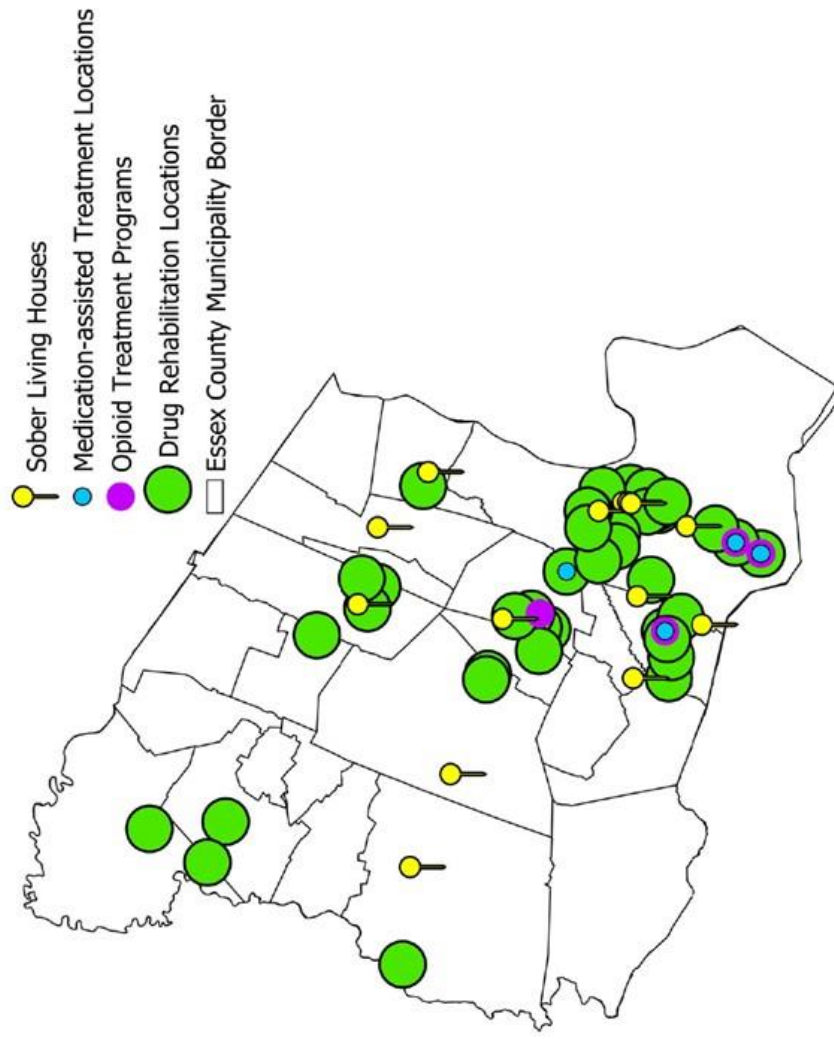 Sober Living Houses
Medication-assisted Treatment Locations
Opioid Treatment Programs
Drug Rehabilitation Locations
Essex County Municipality Border